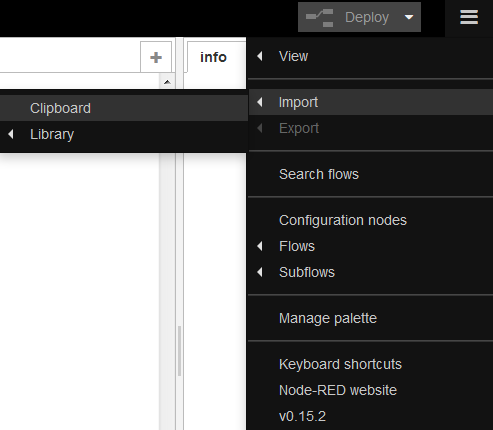 Deploy
+
info
View
Import
Clipboard
Library
Export
Search flows
Configuration nodes
Flows
Subflows
Manage palette
Keyboard shortcuts
Node-RED website
v0.15.2